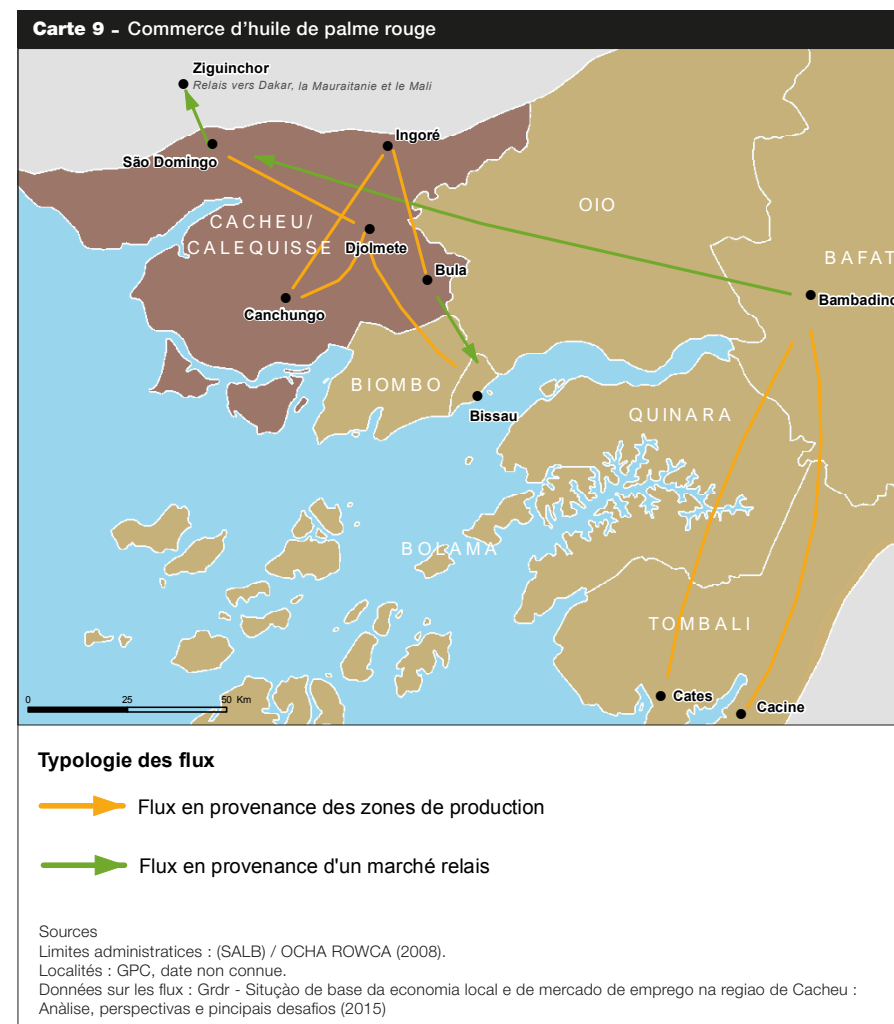 Carte 9 - Commerce d'huile de palme rouge
Ziguinchor
Relais vers Dakar, la Mauraitanie et le Mali
Ingoré
São Domingo
OIO
CACHEU/
CALEQUISSE
Djolmete
BAFAT
Bula
Bambadinc
Canchungo
BIOMBO
Bissau
QUINARA
BOLAMA
TOMBALI
Cates
Cacine
0 25 50 Km
Typologie des flux
Flux en provenance des zones de production
Flux en provenance d'un marché relais
Sources
Limites administratices : (SALB) / OCHA ROWCA (2008).
Localités : GPC, date non connue.
Données sur les flux : Grdr - Situçào de base da economia local e de mercado de emprego na regiao de Cacheu :
Anàlise, perspectivas e pincipais desafios (2015)